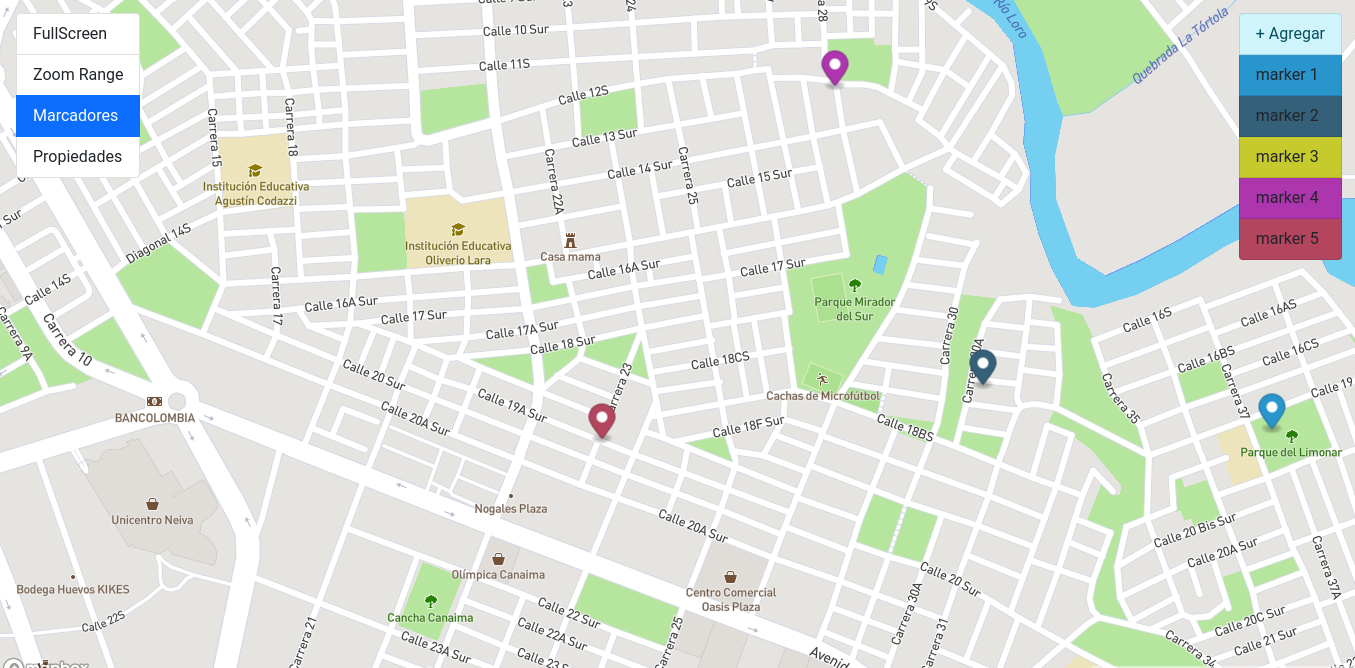 FullScreen
Zoom Range
Marcadores
Propiedades
+ Agregar
marker 1
marker 2
marker 3
marker 4
marker 5
Calle 10 Sur
Calle 11S
Calle 12S
Calle 13 Sur
Calle 14 Sur
Calle 15 Sur
Carrera 15
Carrera 18
Carrera 22A
Carrera 25
Río Loro
Quebrada La Tórtola
Institución Educativa
Agustín Codazzi
Institución Educativa
Oliverio Lara
Casa mama
Diagonal 14S
Calle 14S
Carrera 17
Calle 16A Sur
Calle 16A Sur
Calle 17 Sur
Calle 17 Sur
Parque Mirador
del Sur
Calle 17A Sur
Calle 18 Sur
Calle 18CS
Carrera 9A
Carrera 10
Carrera 30
Calle 16S
Calle 16AS
Calle 16BS
Calle 16CS
Calle 20 Sur
Calle 19A Sur
Calle 20A Sur
Cachas de Microfútbol
Carrera 35
Carrera 37
BANCOLOMBIA
Calle 18F Sur
Calle 18BS
Parque del Limonar
Unicentro Neiva
Nogales Plaza
Calle 20A Sur
Calle 20 Bis Sur
Calle 20A Sur
Olímpica Canaima
Centro Comercial
Oasis Plaza
Calle 20 Sur
Bodega Huevos KIKES
Calle 22S
Cancha Canaima
Calle 22 Sur
Calle 22A Sur
Calle 23A Sur
Carrera 21
Carrera 25
Carrera 30A
Carrera 31
Carrera 37A
Calle 20C Sur
Calle 21 Sur
mapbox